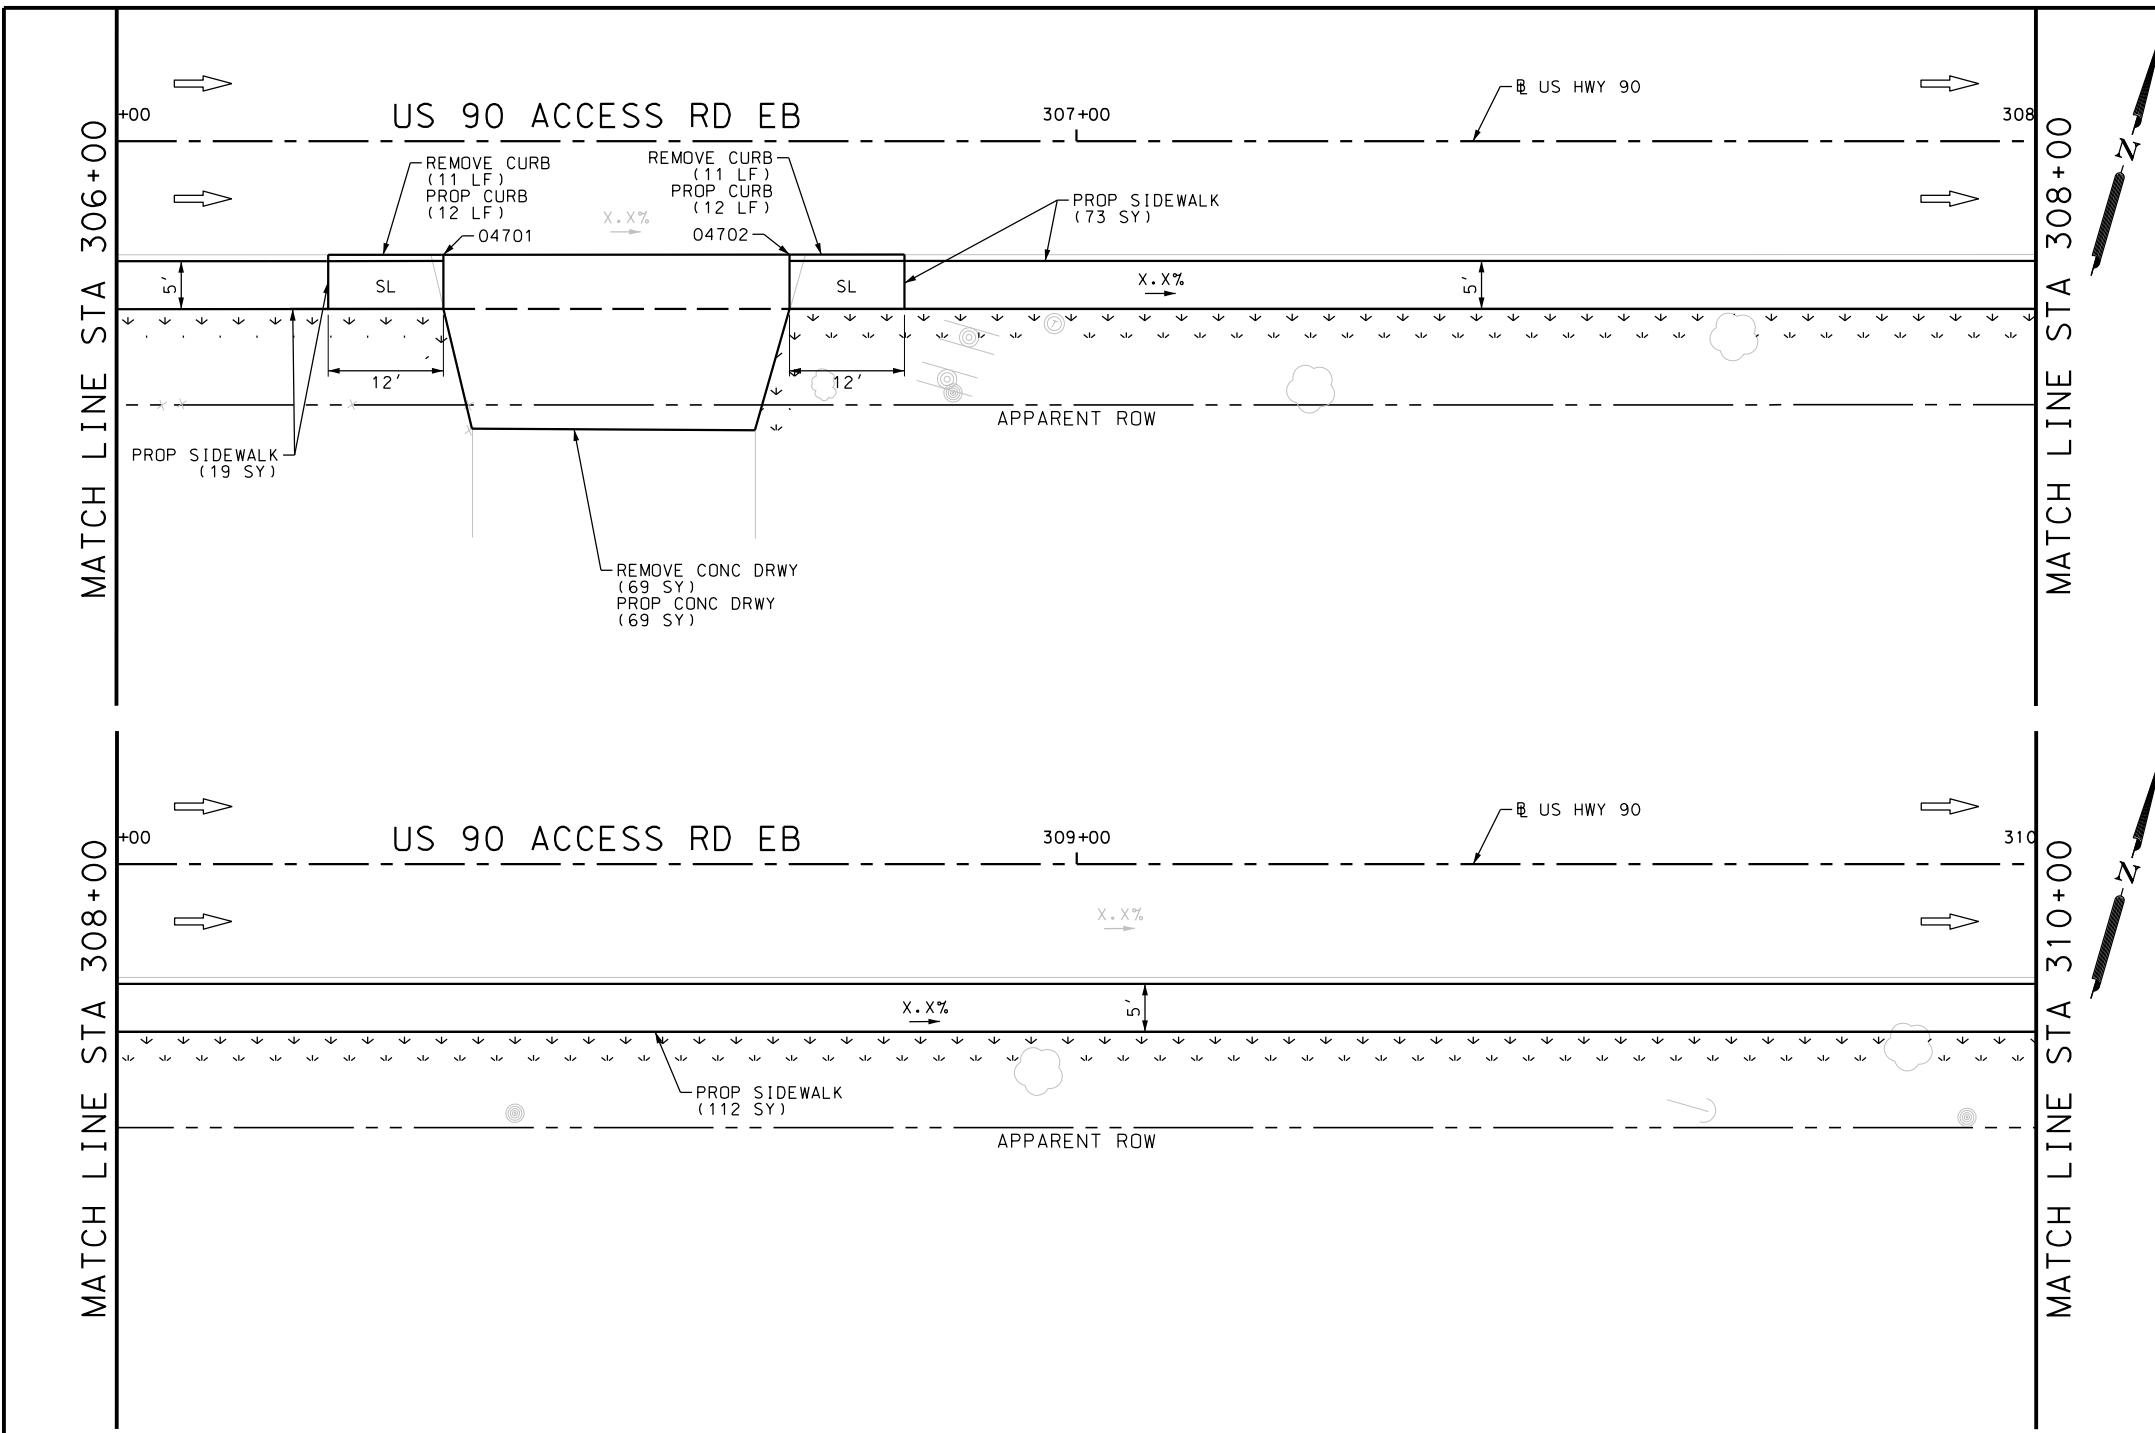 US 90 ACCESS RD EB
+00
307+00
308
℄ US HWY 90
REMOVE CURB
(11 LF)
PROP CURB
(12 LF)
REMOVE CURB
(11 LF)
PROP CURB
(12 LF)
X.X%
04701
04702
PROP SIDEWALK
(73 SY)
5'
SL
SL
X.X%
5'
12'
12'
T
APPARENT ROW
PROP SIDEWALK
(19 SY)
REMOVE CONC DRWY
(69 SY)
PROP CONC DRWY
(69 SY)
MATCH LINE STA 306+00
MATCH LINE STA 308+00
N
US 90 ACCESS RD EB
+00
309+00
310
℄ US HWY 90
X.X%
X.X%
5'
PROP SIDEWALK
(112 SY)
APPARENT ROW
MATCH LINE STA 308+00
MATCH LINE STA 310+00
N